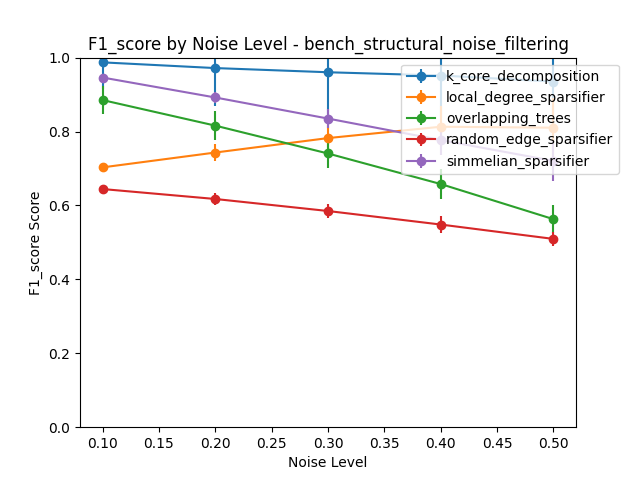 F1_score by Noise Level - bench_structural_noise_filtering
k_core_decomposition
local_degree_sparsifier
overlapping_trees
random_edge_sparsifier
simmelian_sparsifier
F1_score Score
1.0
0.8
0.6
0.4
0.2
0.0
0.10 0.15 0.20 0.25 0.30 0.35 0.40 0.45 0.50
Noise Level